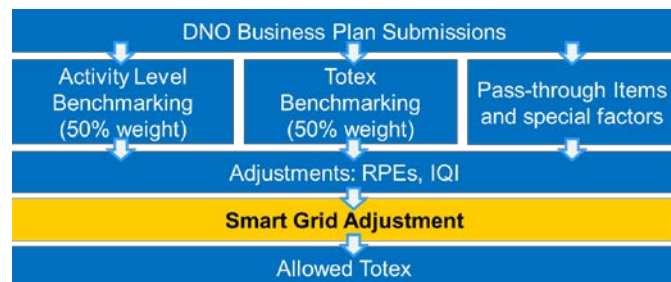 DNO Business Plan Submissions
Activity Level
Benchmarking
(50% weight)
Totex
Benchmarking
(50% weight)
Pass-through Items
and special factors
Adjustments: RPEs, IQI
Smart Grid Adjustment
Allowed Totex